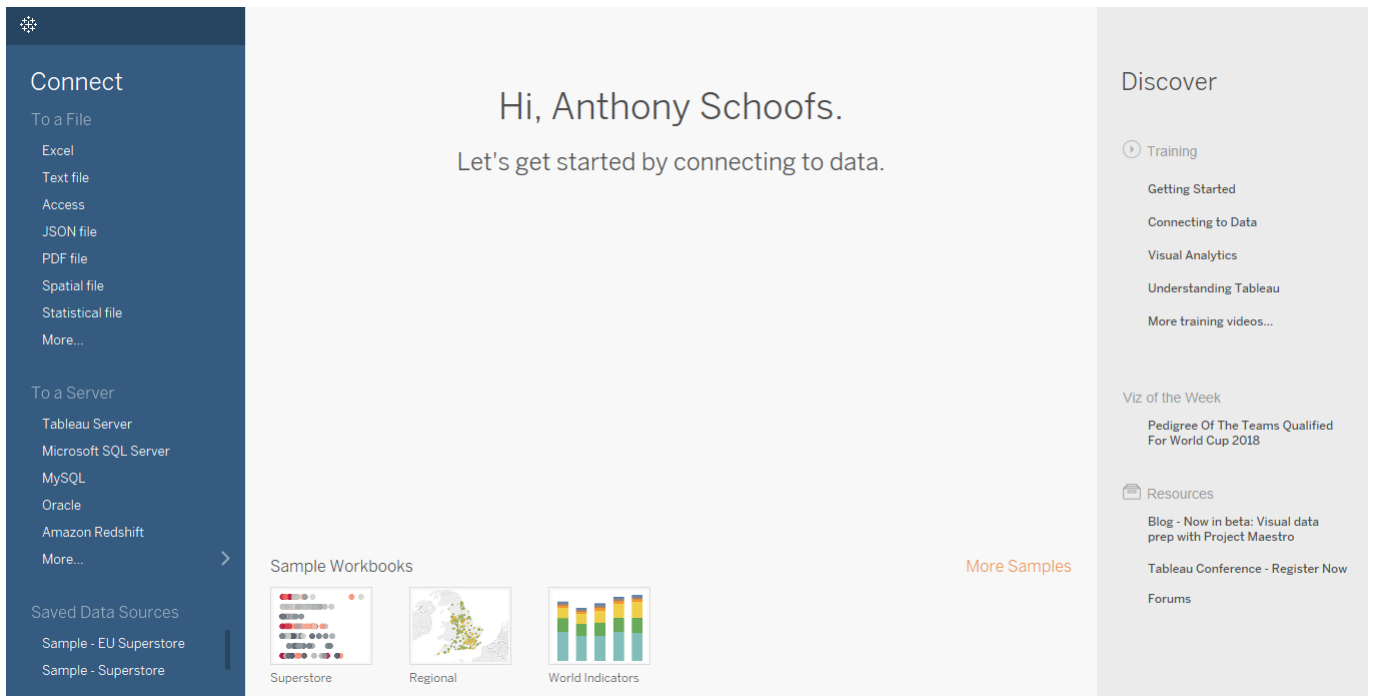 Connect
To a File
Excel
Text file
Access
JSON file
PDF file
Spatial file
Statistical file
More...
To a Server
Tableau Server
Microsoft SQL Server
MySQL
Oracle
Amazon Redshift
More...
Saved Data Sources
Sample - EU Superstore
Sample - Superstore
Hi, Anthony Schoofs.
Let's get started by connecting to data.
Sample Workbooks
More Samples
Superstore
Regional
World Indicators
Discover
Training
Getting Started
Connecting to Data
Visual Analytics
Understanding Tableau
More training videos...
Viz of the Week
Pedigree Of The Teams Qualified
For World Cup 2018
Resources
Blog - Now in beta: Visual data
prep with Project Maestro
Tableau Conference - Register Now
Forums